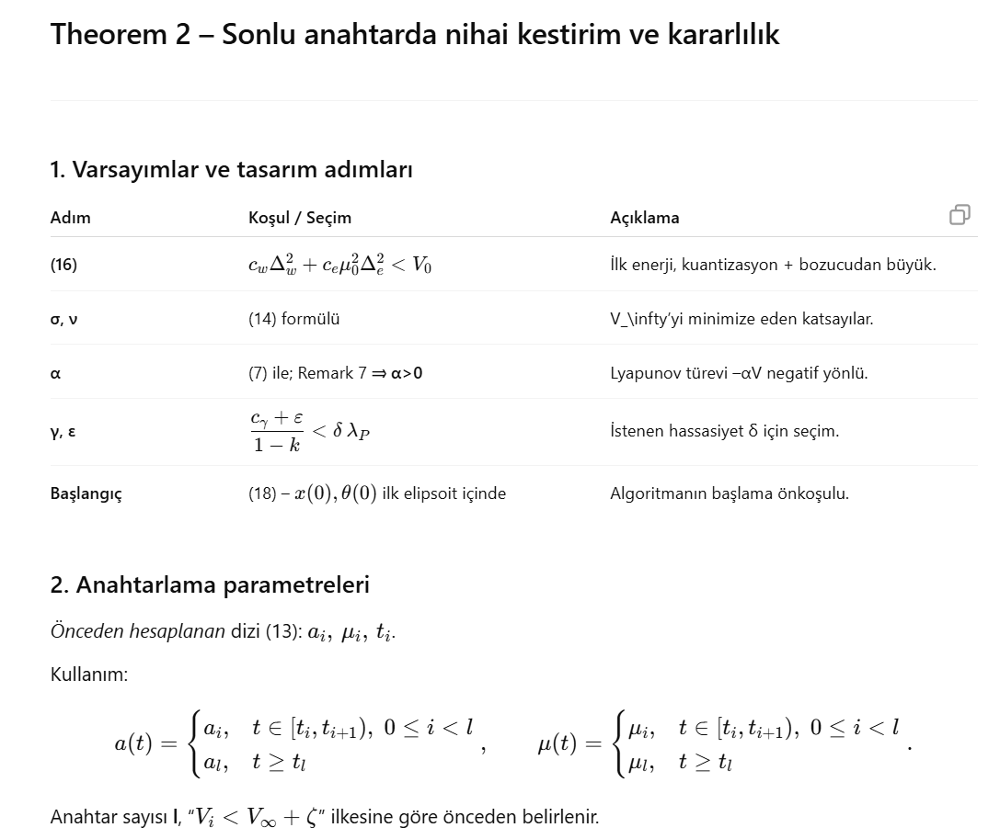 Theorem 2 – Sonlu anahtarda nihai kestirim ve kararlılık
1. Varsayımlar ve tasarım adımları
Adım Koşul / Seçim Açıklama
(16) $c_w\Delta_w^2 + c_e\mu_0^2\Delta_e^2 < V_0$ İlk enerji, kuantizasyon + bozucudan büyük.
σ, ν (14) formülü V_\infty’yi minimize eden katsayılar.
α (7) ile; Remark 7 ⇒ α>0 Lyapunov türevi –αV negatif yönlü.
γ, ε $\frac{c_\gamma + \varepsilon}{1 - k} < \delta\,\lambda_P$ İstenen hassasiyet δ için seçim.
Başlangıç (18) – $x(0), \theta(0)$ ilk elipsoit içinde Algoritmanın başlama önkoşulu.
2. Anahtarlama parametreleri
Önceden hesaplanan dizi (13): $a_i,\ \mu_i,\ t_i$.
Kullanım:
$a(t) = \begin{cases} a_i, & t \in [t_i, t_{i+1}),\ 0 \le i < l \\ a_l, & t \ge t_l \end{cases}, \quad \mu(t) = \begin{cases} \mu_i, & t \in [t_i, t_{i+1}),\ 0 \le i < l \\ \mu_l, & t \ge t_l \end{cases}.$
Anahtar sayısı l, “$V_i < V_\infty + \zeta$” ilkesine göre önceden belirlenir.